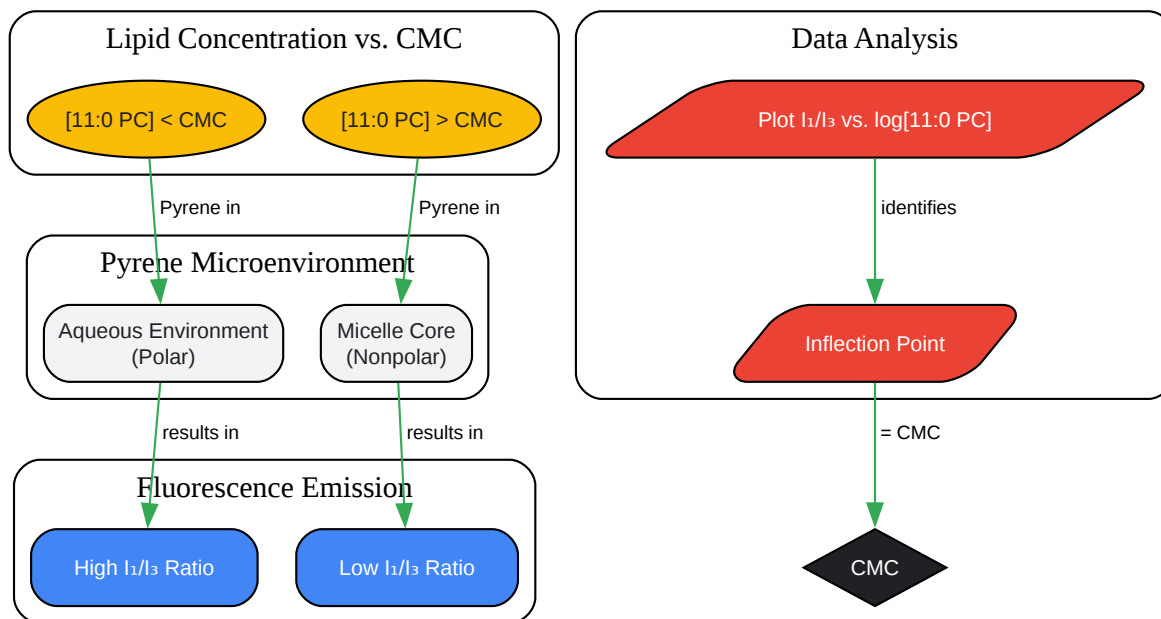 Lipid Concentration vs. CMC
[11:0 PC] < CMC
[11:0 PC] > CMC
Pyrene in
Pyrene in
Pyrene Microenvironment
Aqueous Environment
(Polar)
Micelle Core
(Nonpolar)
results in
results in
Fluorescence Emission
High I₁/I₃ Ratio
Low I₁/I₃ Ratio
Data Analysis
Plot I₁/I₃ vs. log[11:0 PC]
identifies
Inflection Point
= CMC
CMC